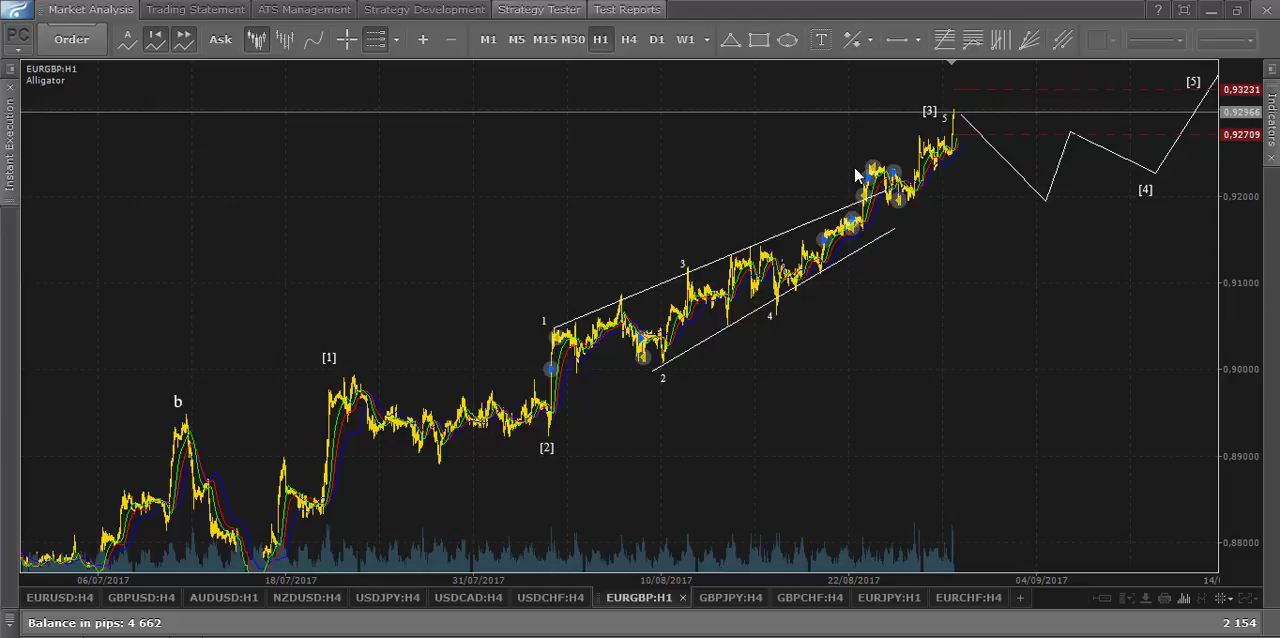 Market Analysis Trading Statement ATS Management Strategy Development Strategy Tester Test Reports ?
PC Order A Ask M1 M5 M15 M30 H1 H4 D1 W1 T
EURGBP:H1
Alligator
Instant Execution
Indicators
[5]
0,93231
[3]
5
0,92966
0,92709
[4]
0,92000
3
0,91000
1
4
[1]
0,90000
2
b
[2]
0,89000
0,88000
06/07/2017 18/07/2017 31/07/2017 10/08/2017 22/08/2017 04/09/2017 14/
EURUSD:H4 GBPUSD:H4 AUDUSD:H1 NZDUSD:H4 USDJPY:H4 USDCAD:H4 USDCHF:H4 EURGBP:H1 GBPJPY:H4 GBPCHF:H4 EURJPY:H1 EURCHF:H4
Balance in pips: 4 662 2 154